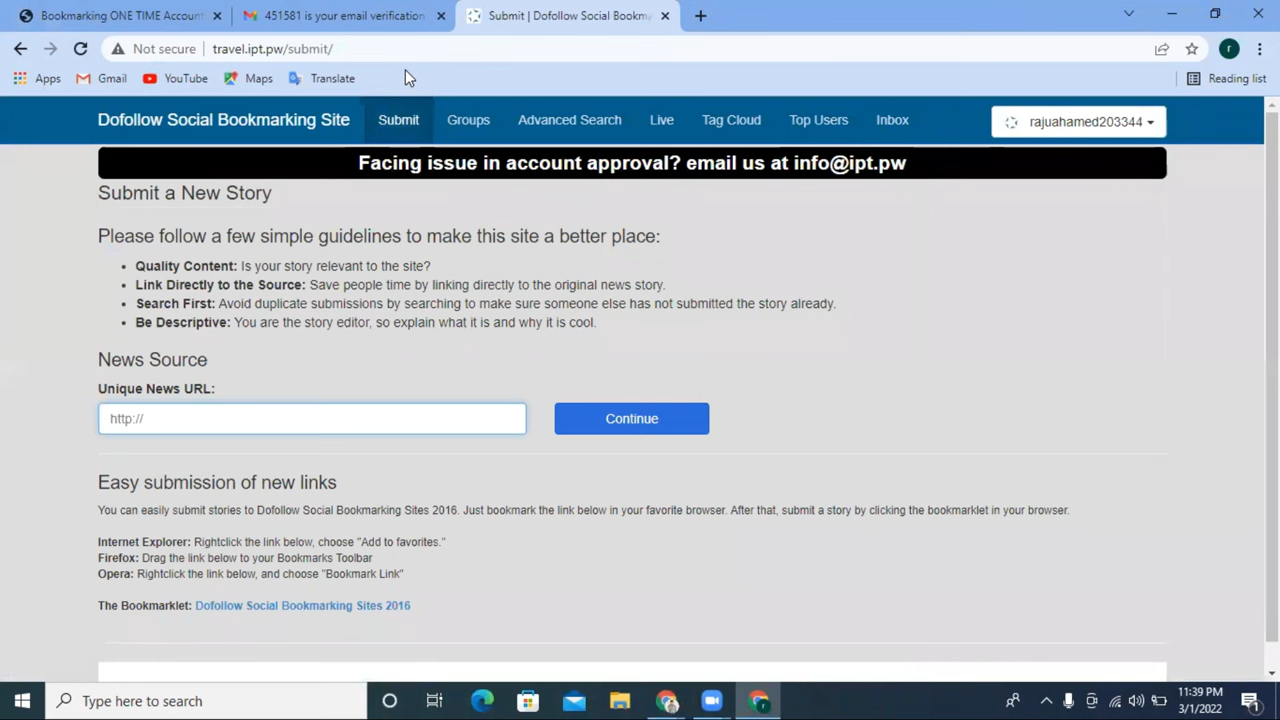 Bookmarking ONE TIME Account
451581 is your email verification
Submit | Dofollow Social Bookma
Not secure
travel.ipt.pw/submit/
r
Apps
Gmail
YouTube
Maps
Translate
Reading list
Dofollow Social Bookmarking Site
Submit
Groups
Advanced Search
Live
Tag Cloud
Top Users
Inbox
rajuahamed203344
Facing issue in account approval? email us at info@ipt.pw
Submit a New Story
Please follow a few simple guidelines to make this site a better place:
• Quality Content: Is your story relevant to the site?
• Link Directly to the Source: Save people time by linking directly to the original news story.
• Search First: Avoid duplicate submissions by searching to make sure someone else has not submitted the story already.
• Be Descriptive: You are the story editor, so explain what it is and why it is cool.
News Source
Unique News URL:
http://
Continue
Easy submission of new links
You can easily submit stories to Dofollow Social Bookmarking Sites 2016. Just bookmark the link below in your favorite browser. After that, submit a story by clicking the bookmarklet in your browser.
Internet Explorer: Rightclick the link below, choose "Add to favorites."
Firefox: Drag the link below to your Bookmarks Toolbar
Opera: Rightclick the link below, and choose "Bookmark Link"
The Bookmarklet: Dofollow Social Bookmarking Sites 2016
Type here to search
11:39 PM
3/1/2022
1